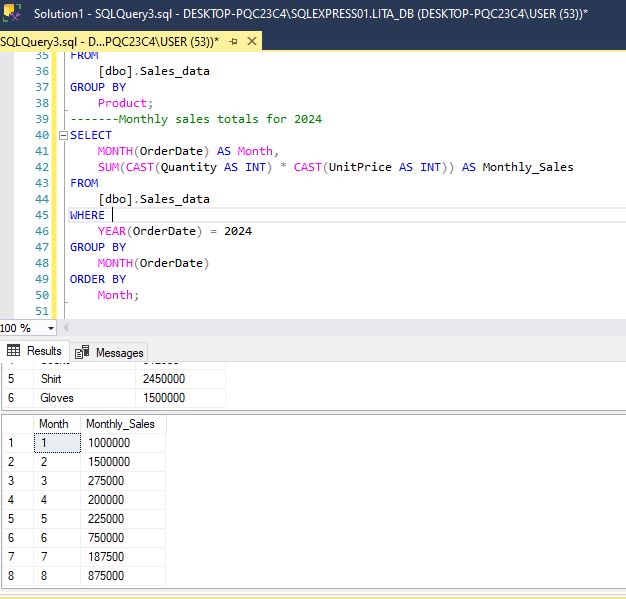 Solution1 - SQLQuery3.sql - DESKTOP-PQC23C4\SQLEXPRESS01.LITA_DB (DESKTOP-PQC23C4\USER (53))*
SQLQuery3.sql - D...PQC23C4\USER (53))*
35 FROM
36 [dbo].Sales_data
37 GROUP BY
38 Product;
39 -------Monthly sales totals for 2024
40 SELECT
41 MONTH(OrderDate) AS Month,
42 SUM(CAST(Quantity AS INT) * CAST(UnitPrice AS INT)) AS Monthly_Sales
43 FROM
44 [dbo].Sales_data
45 WHERE
46 YEAR(OrderDate) = 2024
47 GROUP BY
48 MONTH(OrderDate)
49 ORDER BY
50 Month;
51
100 %
Results Messages
5 Shirt 2450000
6 Gloves 1500000
Month Monthly_Sales
1 1 1000000
2 2 1500000
3 3 275000
4 4 200000
5 5 225000
6 6 750000
7 7 187500
8 8 875000